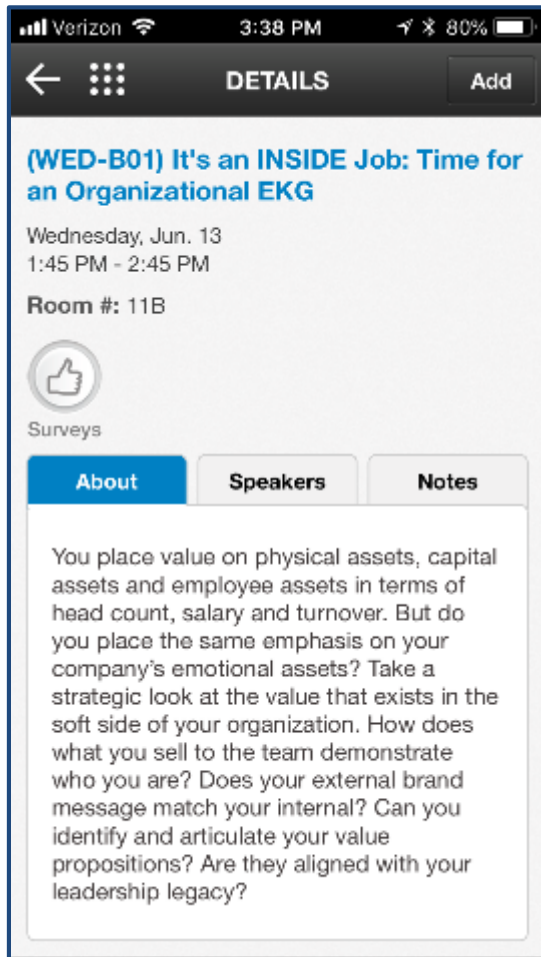 Verizon 3:38 PM 80%
DETAILS Add
(WED-B01) It's an INSIDE Job: Time for
an Organizational EKG
Wednesday, Jun. 13
1:45 PM - 2:45 PM
Room #: 11B
Surveys
About Speakers Notes
You place value on physical assets, capital
assets and employee assets in terms of
head count, salary and turnover. But do
you place the same emphasis on your
company's emotional assets? Take a
strategic look at the value that exists in the
soft side of your organization. How does
what you sell to the team demonstrate
who you are? Does your external brand
message match your internal? Can you
identify and articulate your value
propositions? Are they aligned with your
leadership legacy?